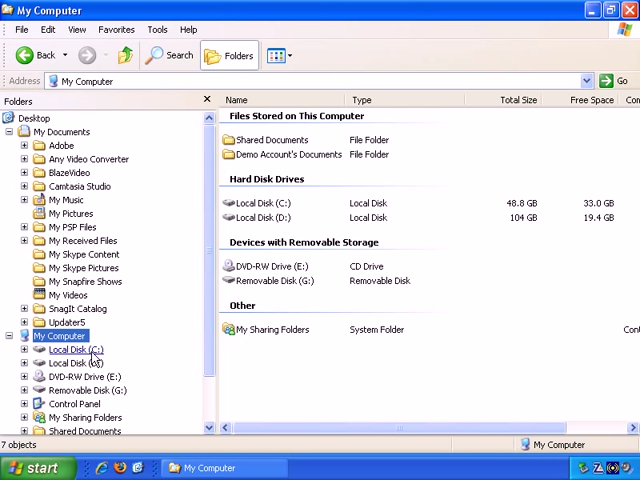 My Computer
File Edit View Favorites Tools Help
Back Search Folders
Address My Computer Go
Folders
Name Type Total Size Free Space
Desktop
My Documents
Adobe
Any Video Converter
BlazeVideo
Camtasia Studio
My Music
My Pictures
My PSP Files
My Received Files
My Skype Content
My Skype Pictures
My Snapfire Shows
My Videos
SnagIt Catalog
Updater5
My Computer
Local Disk (C:)
Local Disk
DVD-RW Drive (E:)
Removable Disk (G:)
Control Panel
My Sharing Folders
Shared Documents
Files Stored on This Computer
Shared Documents File Folder
Demo Account's Documents File Folder
Hard Disk Drives
Local Disk (C:) Local Disk 48.8 GB 33.0 GB
Local Disk (D:) Local Disk 104 GB 19.4 GB
Devices with Removable Storage
DVD-RW Drive (E:) CD Drive
Removable Disk (G:) Removable Disk
Other
My Sharing Folders System Folder
7 objects My Computer
start My Computer